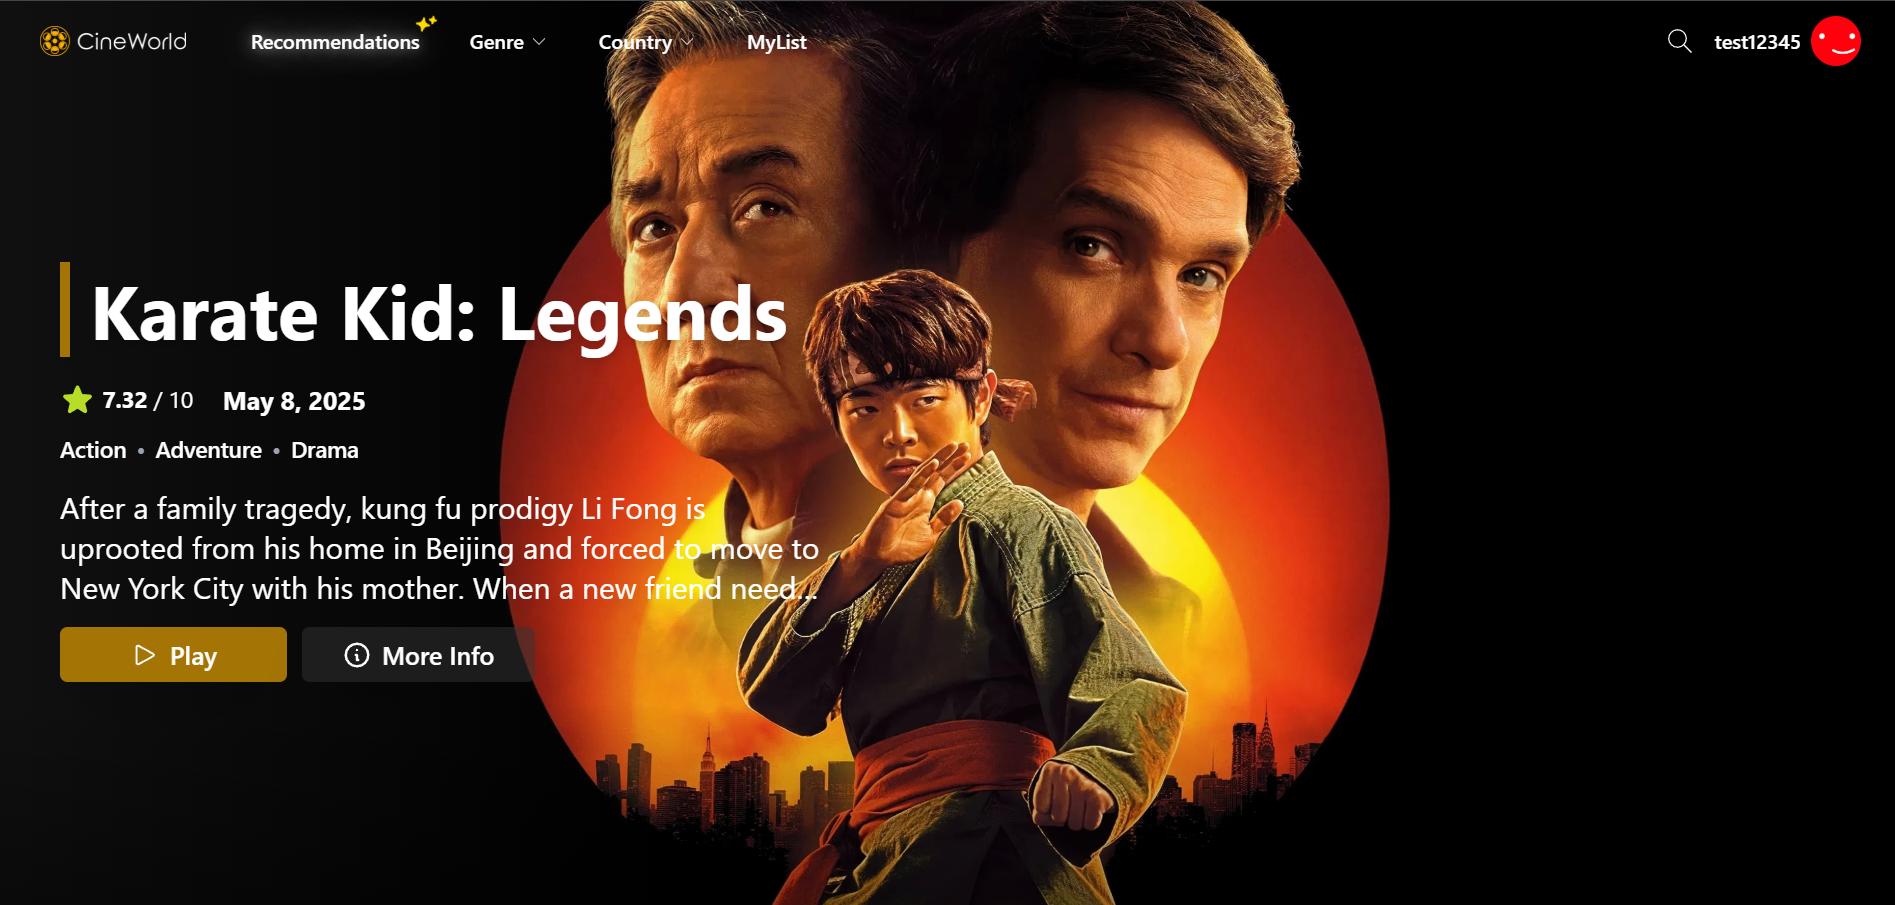 CineWorld
Recommendations
Genre
Country
MyList
test12345
Karate Kid: Legends
7.32 / 10 May 8, 2025
Action • Adventure • Drama
After a family tragedy, kung fu prodigy Li Fong is
uprooted from his home in Beijing and forced to move to
New York City with his mother. When a new friend need...
Play
More Info